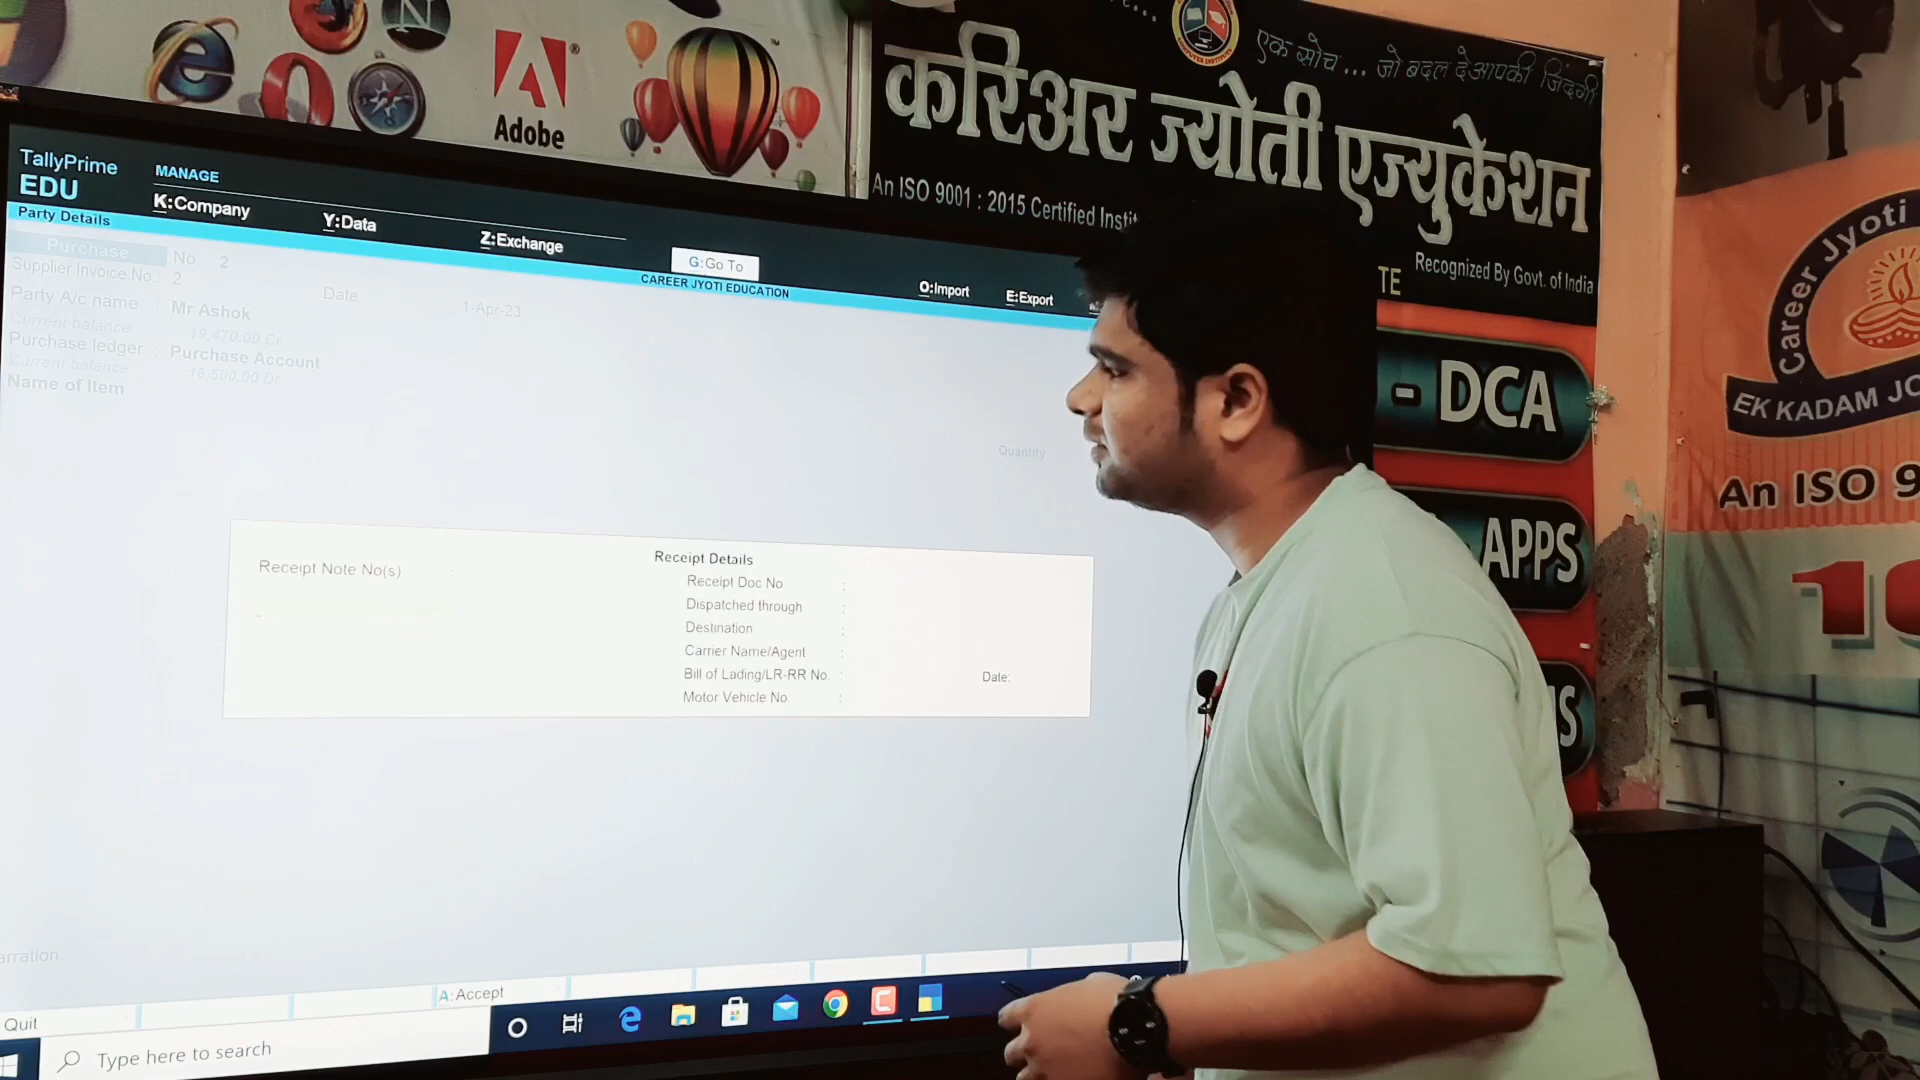 Adobe
एक सोच... जो बदल दे आपकी जिंदगी
करिअर ज्योती एज्युकेशन
An ISO 9001 : 2015 Certified Instit
TE
Recognized By Govt. of India
- DCA
APPS
S
Career Jyoti
EK KADAM JO
An ISO 9
TallyPrime
EDU
MANAGE
K:Company
Y:Data
Z:Exchange
G:Go To
O:Import
E:Export
Party Details
CAREER JYOTI EDUCATION
Purchase
No. 2
Supplier Invoice No.: 2
Date
1-Apr-23
Party A/c name : Mr Ashok
Current balance 19,470.00 Cr
Purchase ledger : Purchase Account
Current balance 16,500.00 Dr
Name of Item
Quantity
Receipt Note No(s) :
Receipt Details
Receipt Doc No :
Dispatched through :
Destination :
Carrier Name/Agent :
Bill of Lading/LR-RR No. :
Date:
Motor Vehicle No. :
arration:
Quit
A:Accept
Type here to search